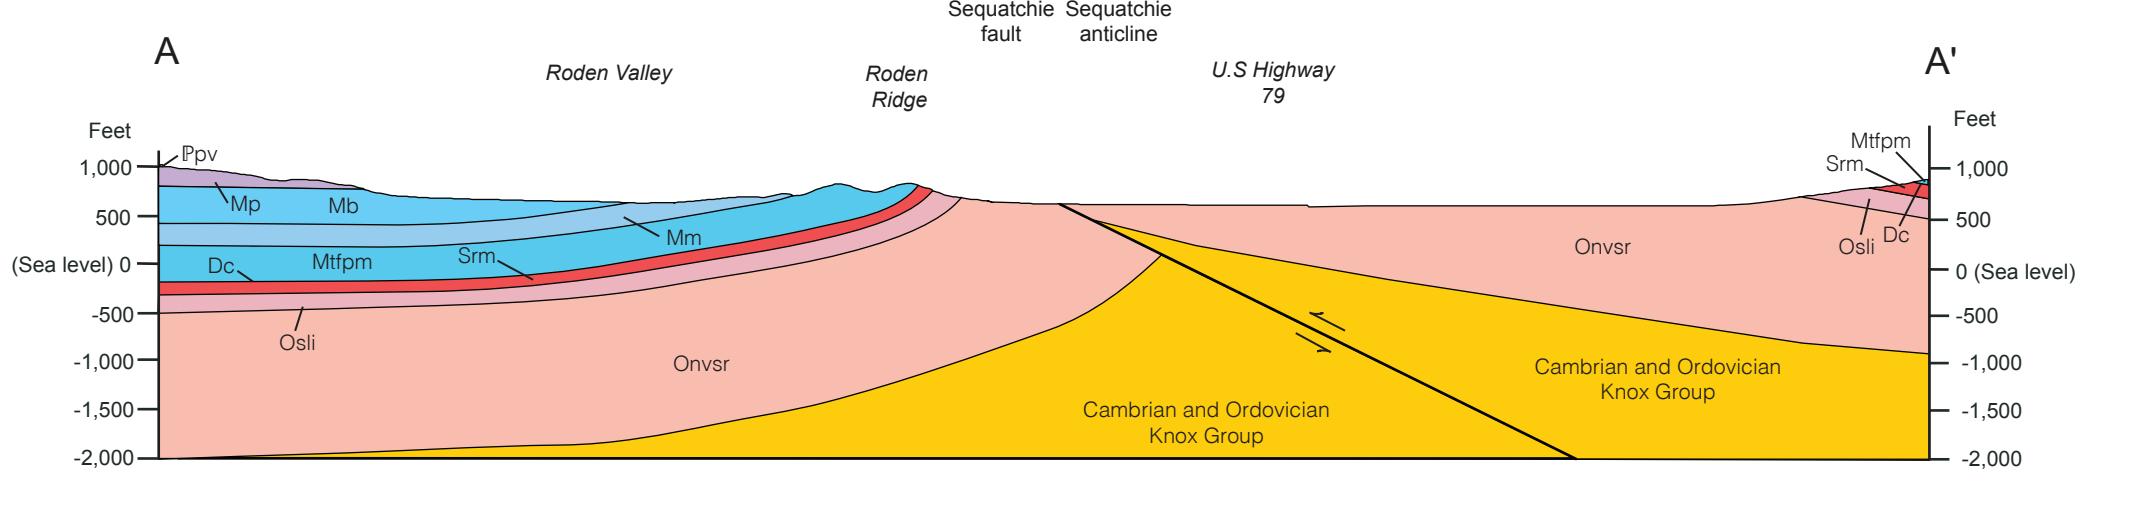 Sequatchie
fault
Sequatchie
anticline
A
A'
Roden Valley
Roden
Ridge
U.S Highway
79
Feet
Feet
ℙpv
Mtfpm
Srm
1,000
1,000
Mp
Mb
500
500
Mm
Onvsr
Osli
Dc
Srm
Dc
Mtfpm
(Sea level) 0
0 (Sea level)
-500
-500
Osli
Onvsr
-1,000
-1,000
Cambrian and Ordovician
Knox Group
Cambrian and Ordovician
Knox Group
-1,500
-1,500
-2,000
-2,000